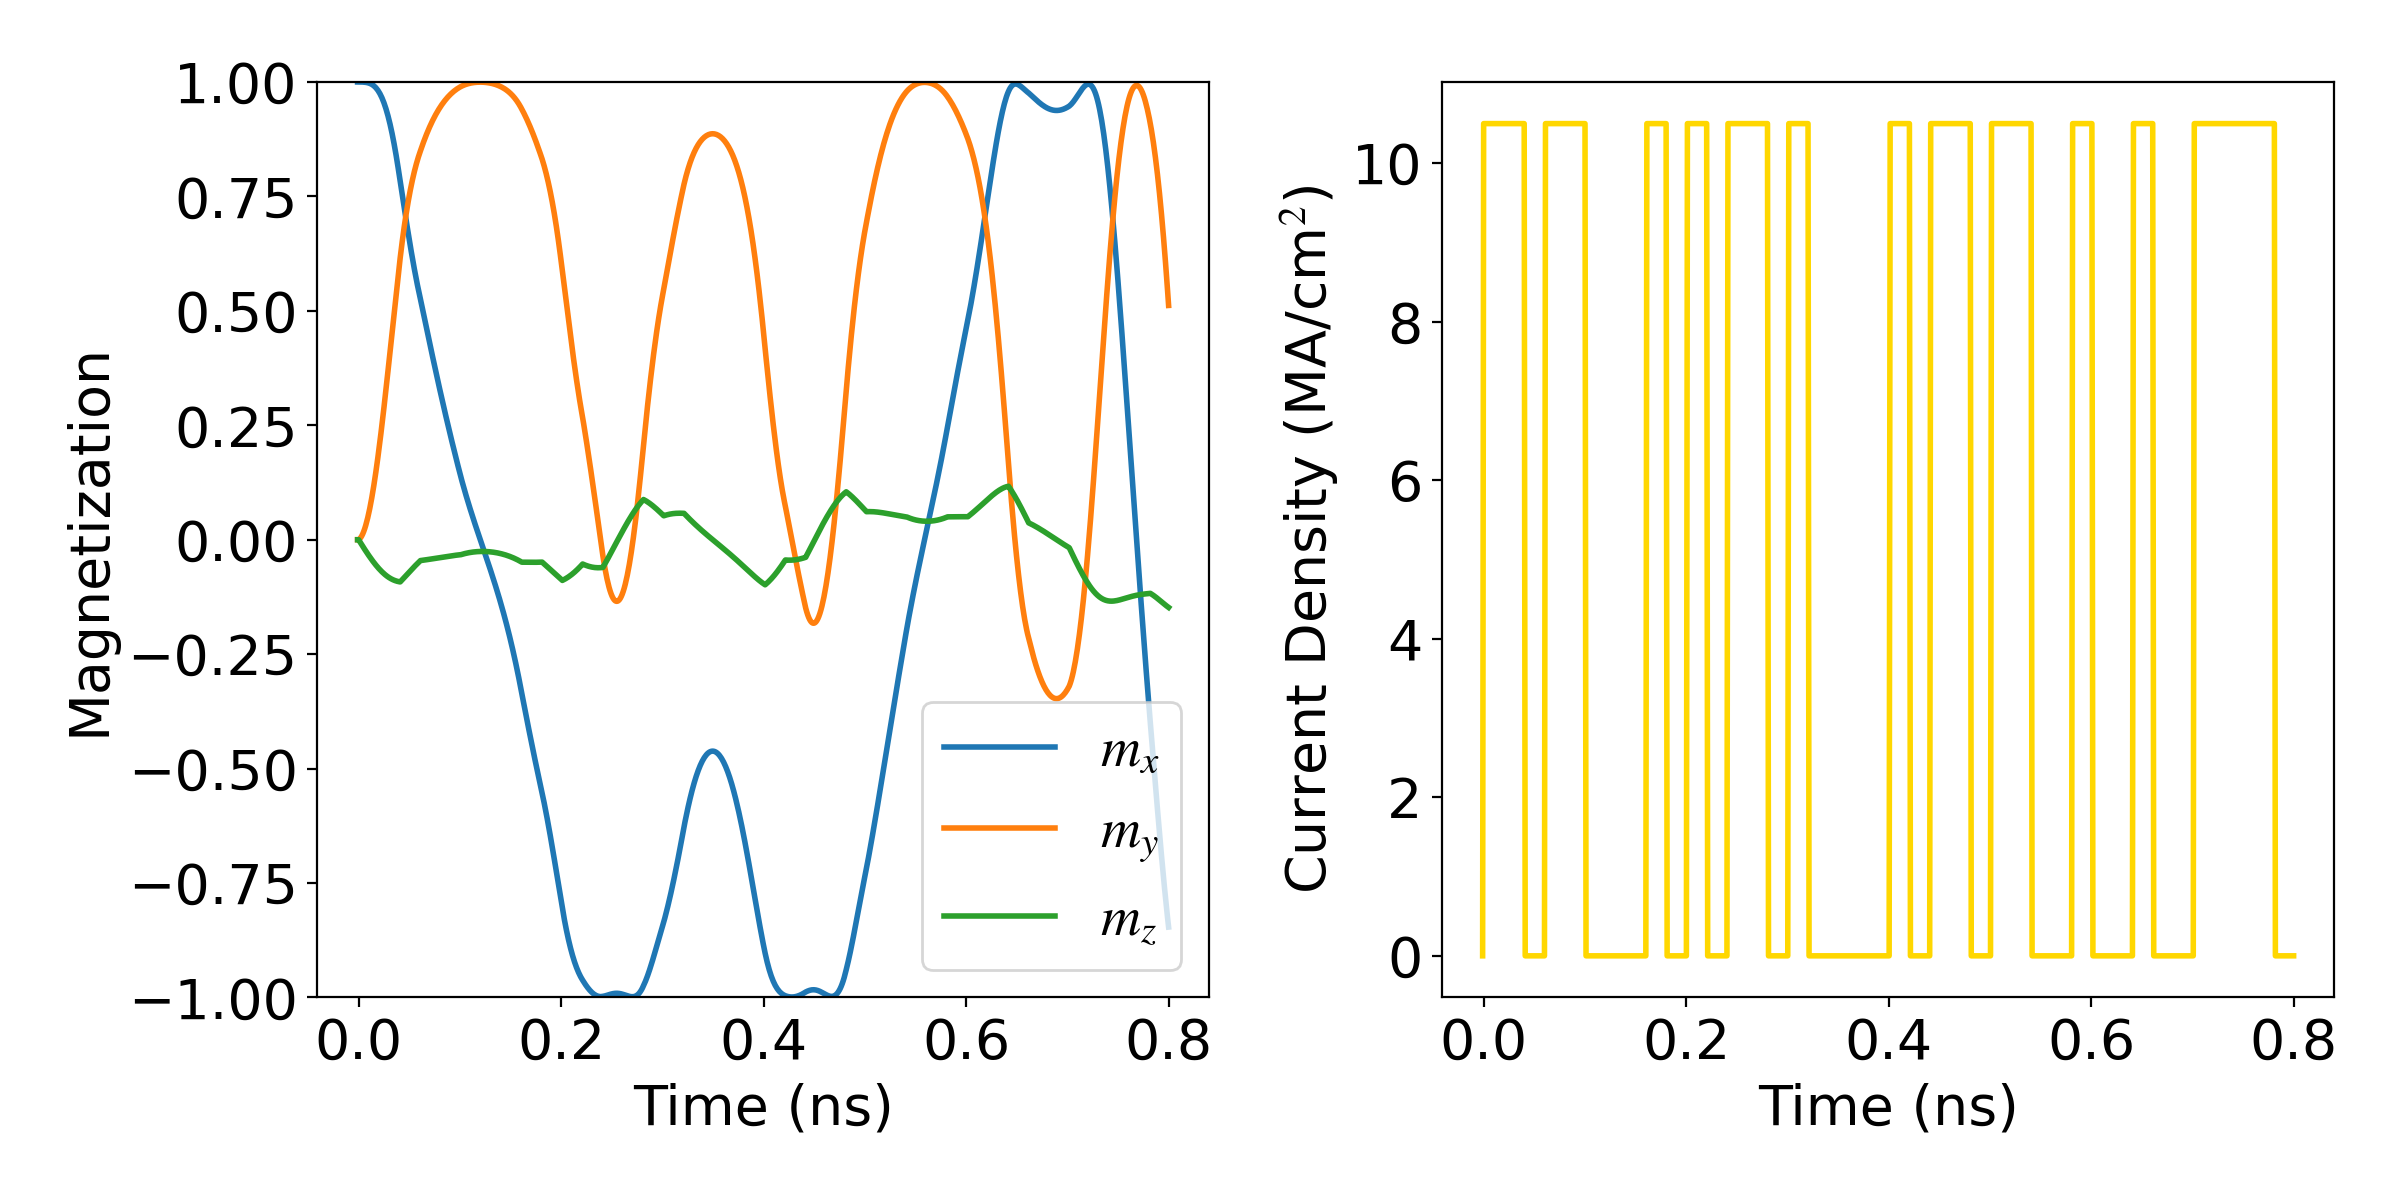 Magnetization
1.00
0.75
0.50
0.25
0.00
−0.25
−0.50
−0.75
−1.00
0.0 0.2 0.4 0.6 0.8
Time (ns)
m_x
m_y
m_z
Current Density (MA/cm²)
10
8
6
4
2
0
0.0 0.2 0.4 0.6 0.8
Time (ns)